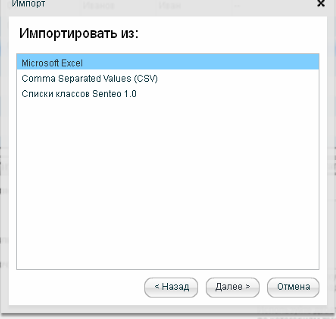 Импорт
Импортировать из:
Microsoft Excel
Comma Separated Values (CSV)
Списки классов Senteo 1.0
< Назад
Далее >
Отмена